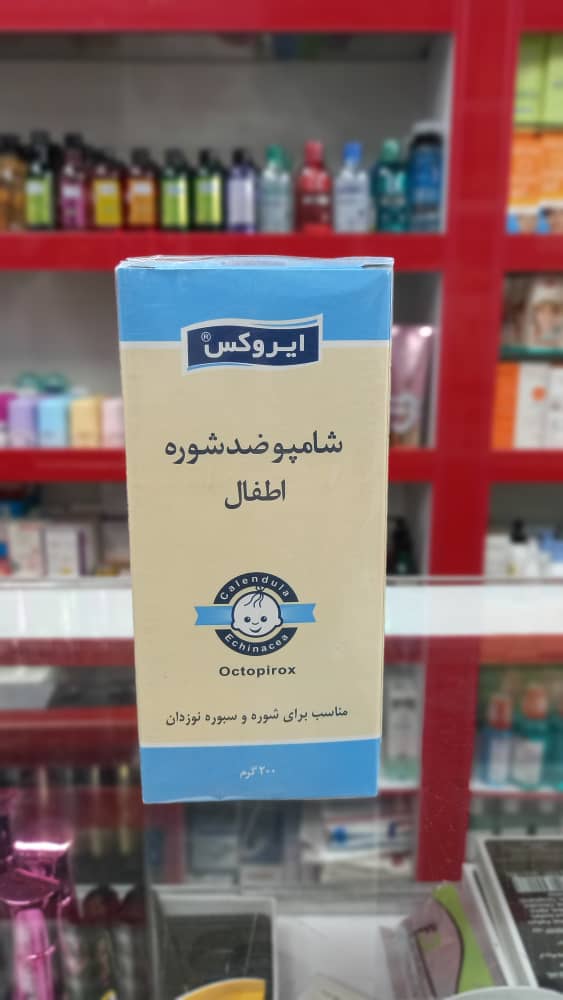 ایروکس®
شامپو ضد شوره
اطفال
Calendula
Echinacea
Octopirox
مناسب برای شوره و سبوره نوزدان
۲۰۰ گرم